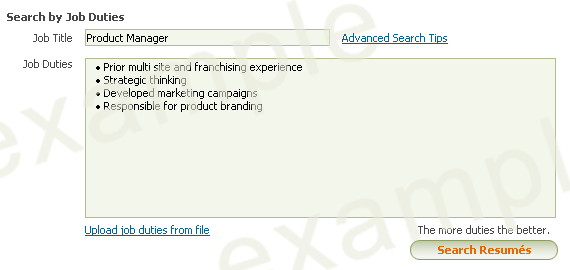 Search by Job Duties
Job Title Product Manager Advanced Search Tips
Job Duties
• Prior multi site and franchising experience
• Strategic thinking
• Developed marketing campaigns
• Responsible for product branding
Upload job duties from file The more duties the better.
Search Resumés
example
example
example